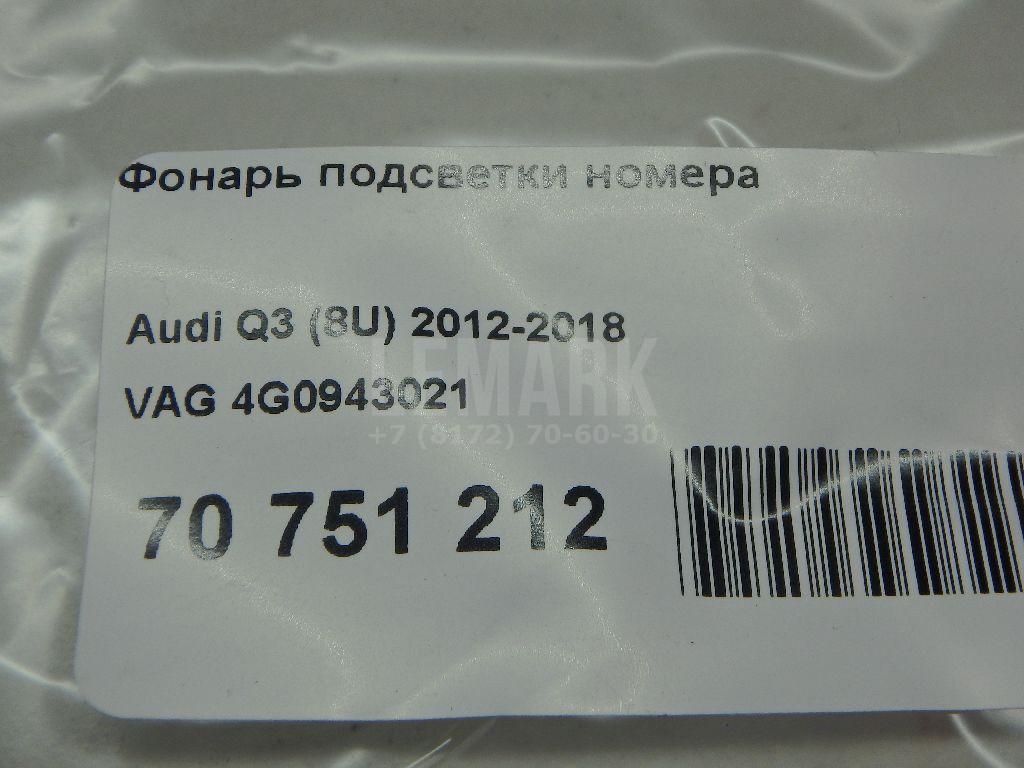 Фонарь подсветки номера
Audi Q3 (8U) 2012-2018
VAG 4G0943021
LEMARK
+7 (8172) 70-60-30
70 751 212